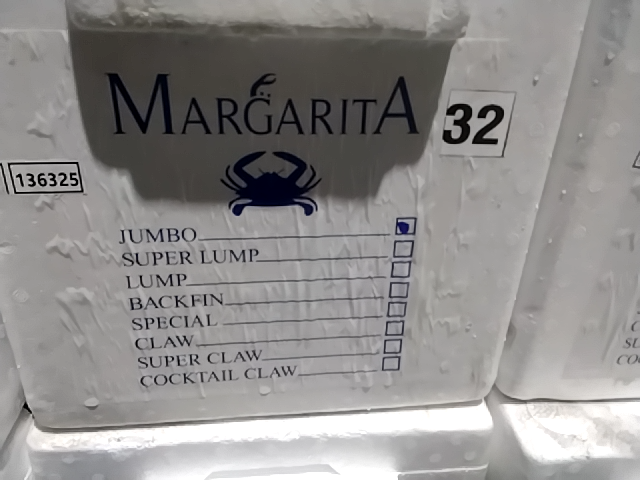 MARGARITA
32
136325
JUMBO
SUPER LUMP
LUMP
BACKFIN
SPECIAL
CLAW
SUPER CLAW
COCKTAIL CLAW